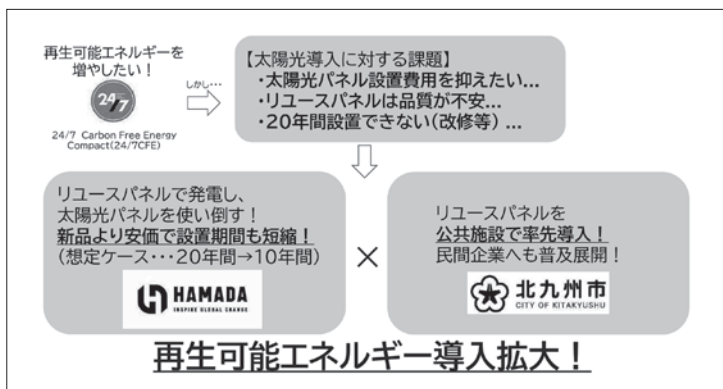 再生可能エネルギーを
増やしたい！
24/7
24/7 Carbon Free Energy
Compact(24/7CFE)
しかし…
【太陽光導入に対する課題】
・太陽光パネル設置費用を抑えたい…
・リユースパネルは品質が不安…
・20年間設置できない(改修等) …
リユースパネルで発電し、
太陽光パネルを使い倒す！
新品より安価で設置期間も短縮！
(想定ケース･･･20年間→10年間)
HAMADA
INSPIRE GLOBAL CHANGE
×
リユースパネルを
公共施設で率先導入！
民間企業へも普及展開！
北九州市
CITY OF KITAKYUSHU
再生可能エネルギー導入拡大！